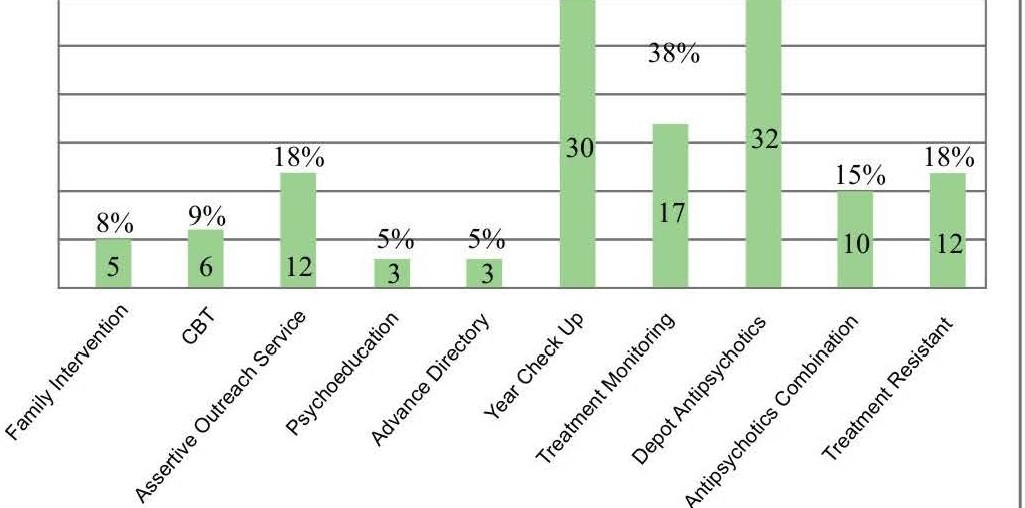 38%
18%
30
32
18%
15%
8%
9%
5%
5%
17
5
6
12
3
3
10
12
Family Intervention
CBT
Assertive Outreach Service
Psychoeducation
Advance Directory
Year Check Up
Treatment Monitoring
Depot Antipsychotics
Antipsychotics Combination
Treatment Resistant